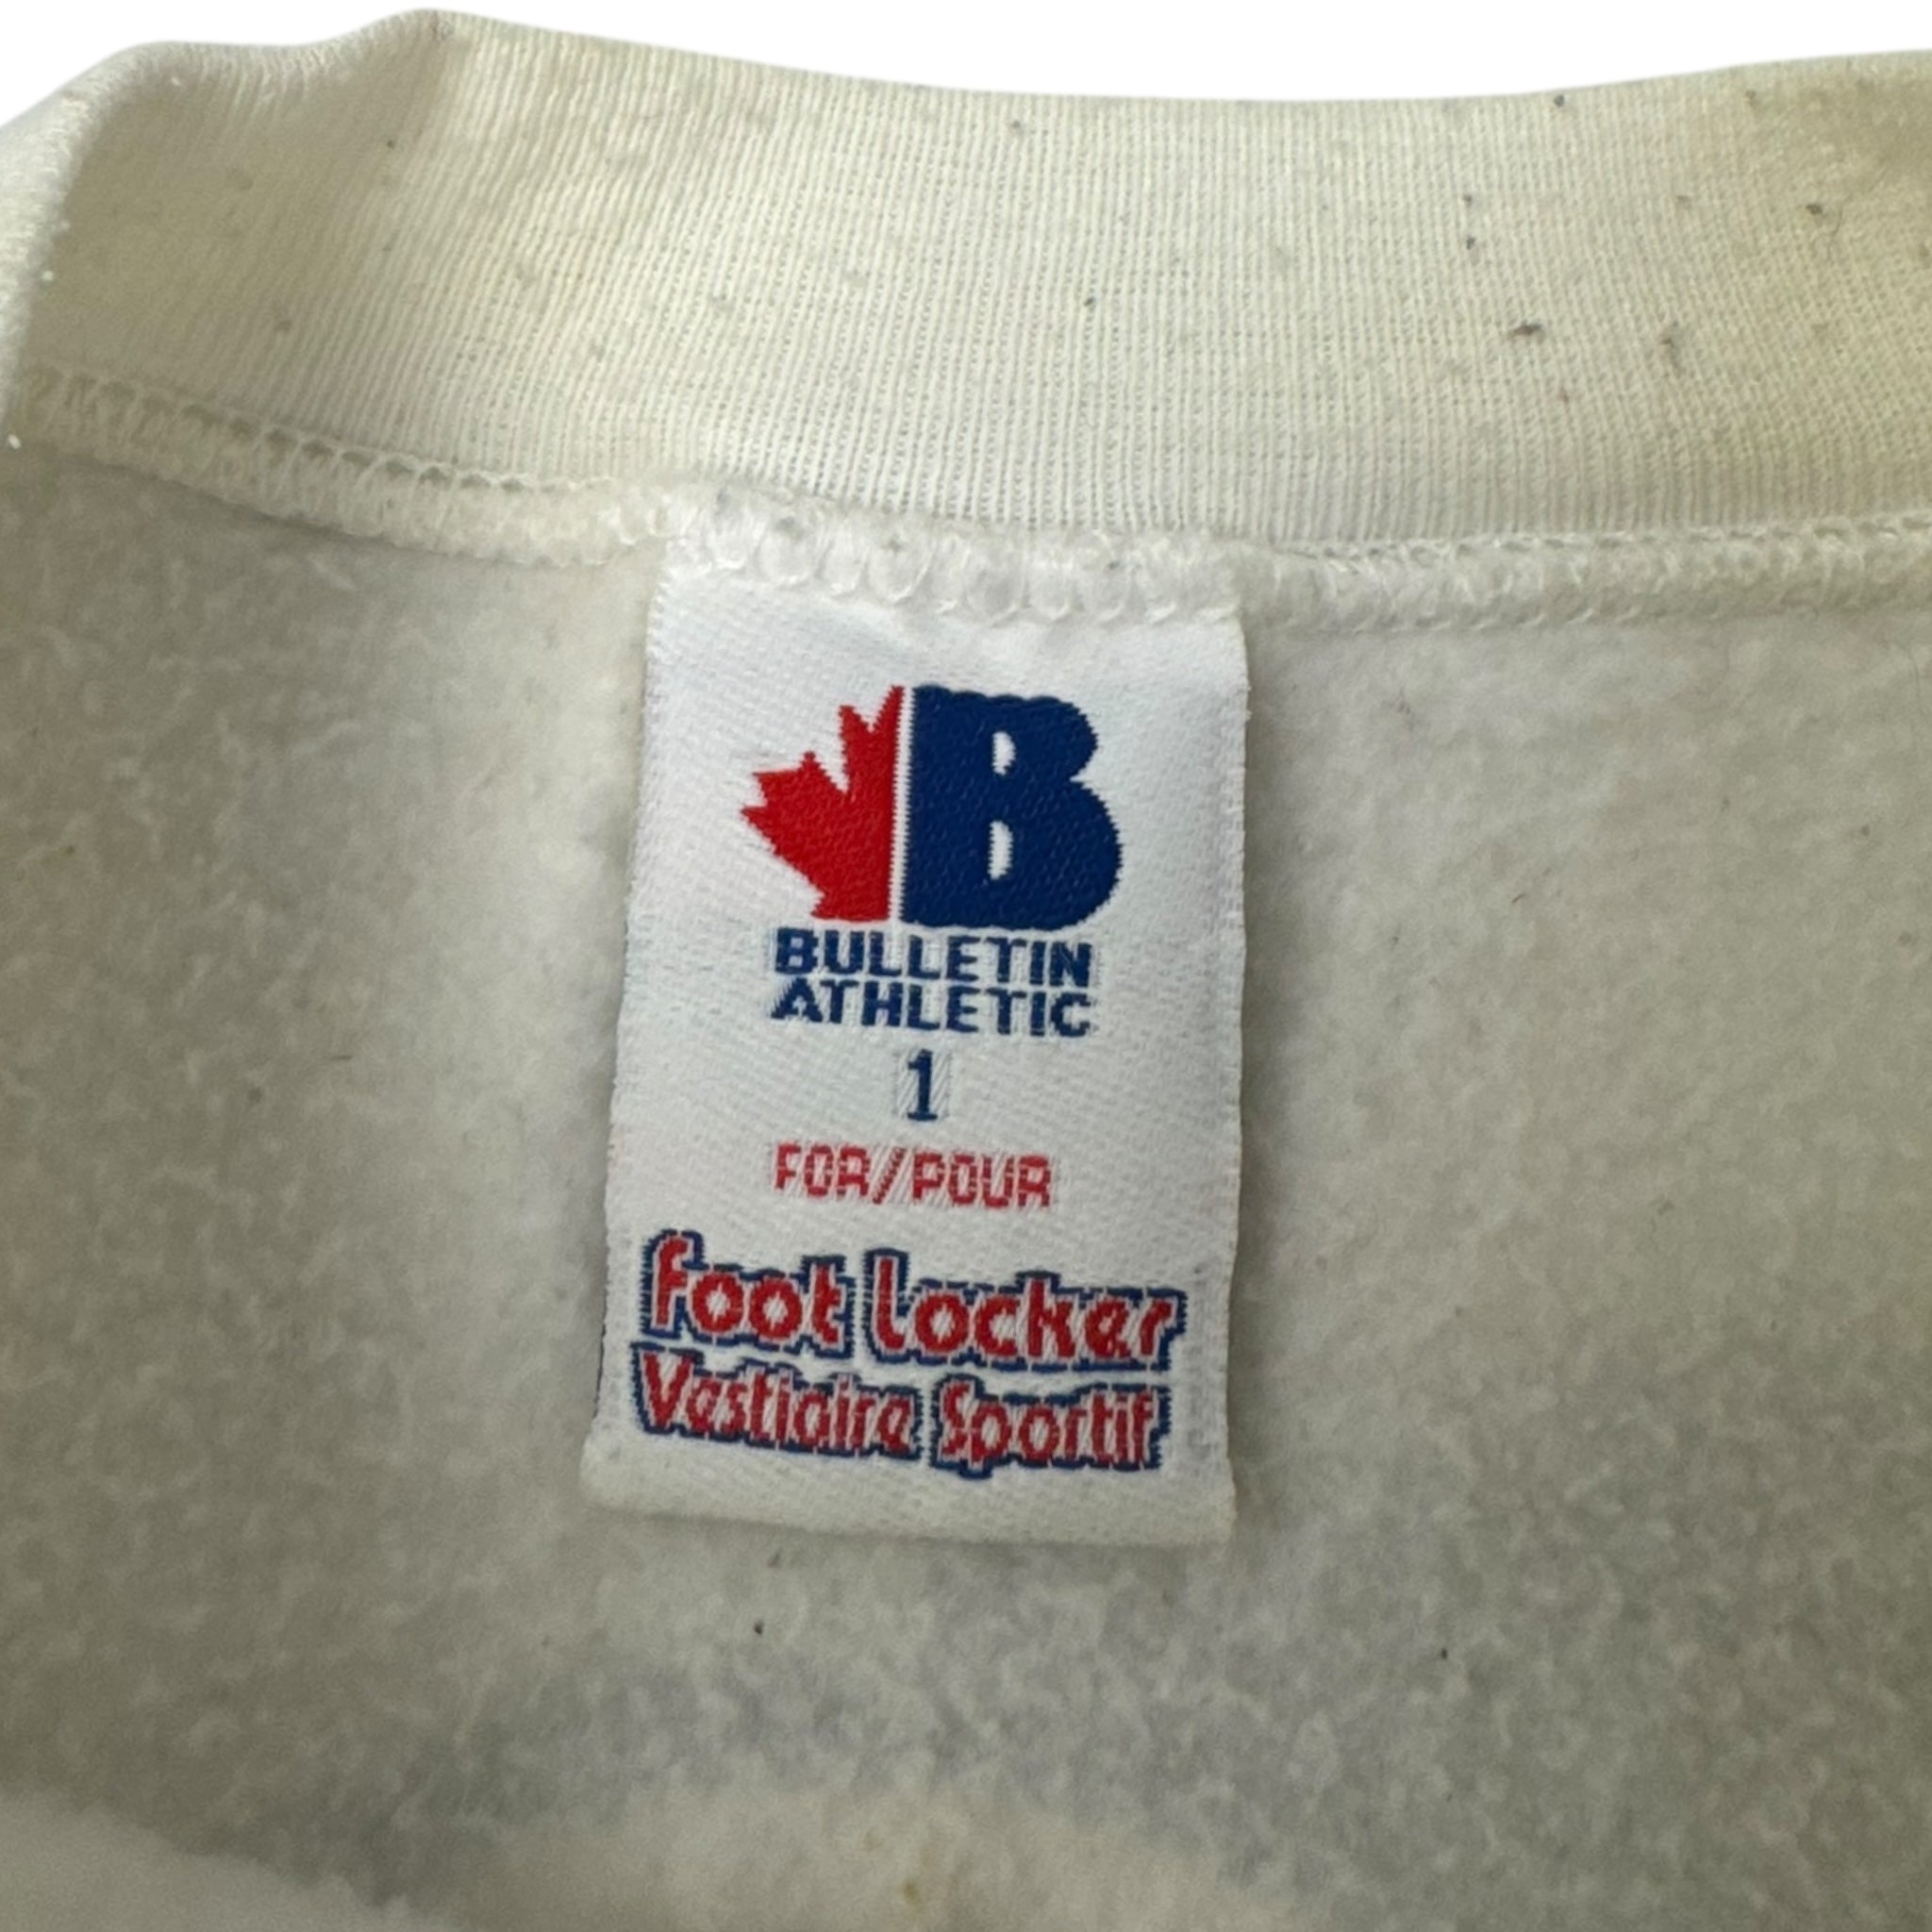 B
BULLETIN
ATHLETIC
1
FOR/POUR
Foot Locker
Vestiaire Sportif